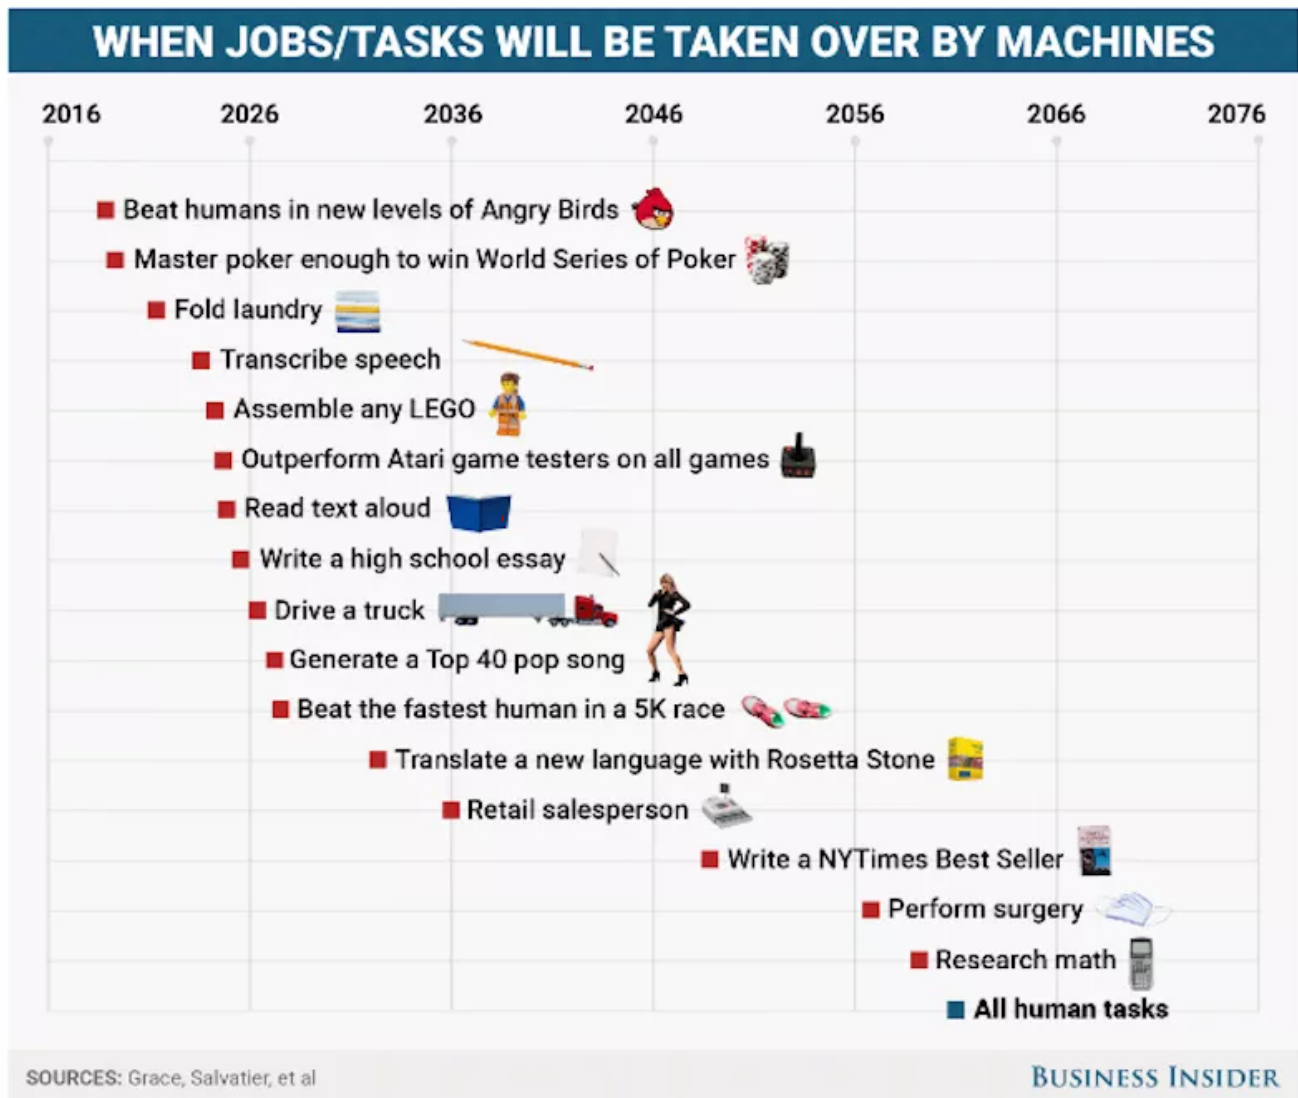 WHEN JOBS/TASKS WILL BE TAKEN OVER BY MACHINES
2016 2026 2036 2046 2056 2066 2076
Beat humans in new levels of Angry Birds
Master poker enough to win World Series of Poker
Fold laundry
Transcribe speech
Assemble any LEGO
Outperform Atari game testers on all games
Read text aloud
Write a high school essay
Drive a truck
Generate a Top 40 pop song
Beat the fastest human in a 5K race
Translate a new language with Rosetta Stone
Retail salesperson
Write a NYTimes Best Seller
Perform surgery
Research math
All human tasks
SOURCES: Grace, Salvatier, et al
BUSINESS INSIDER